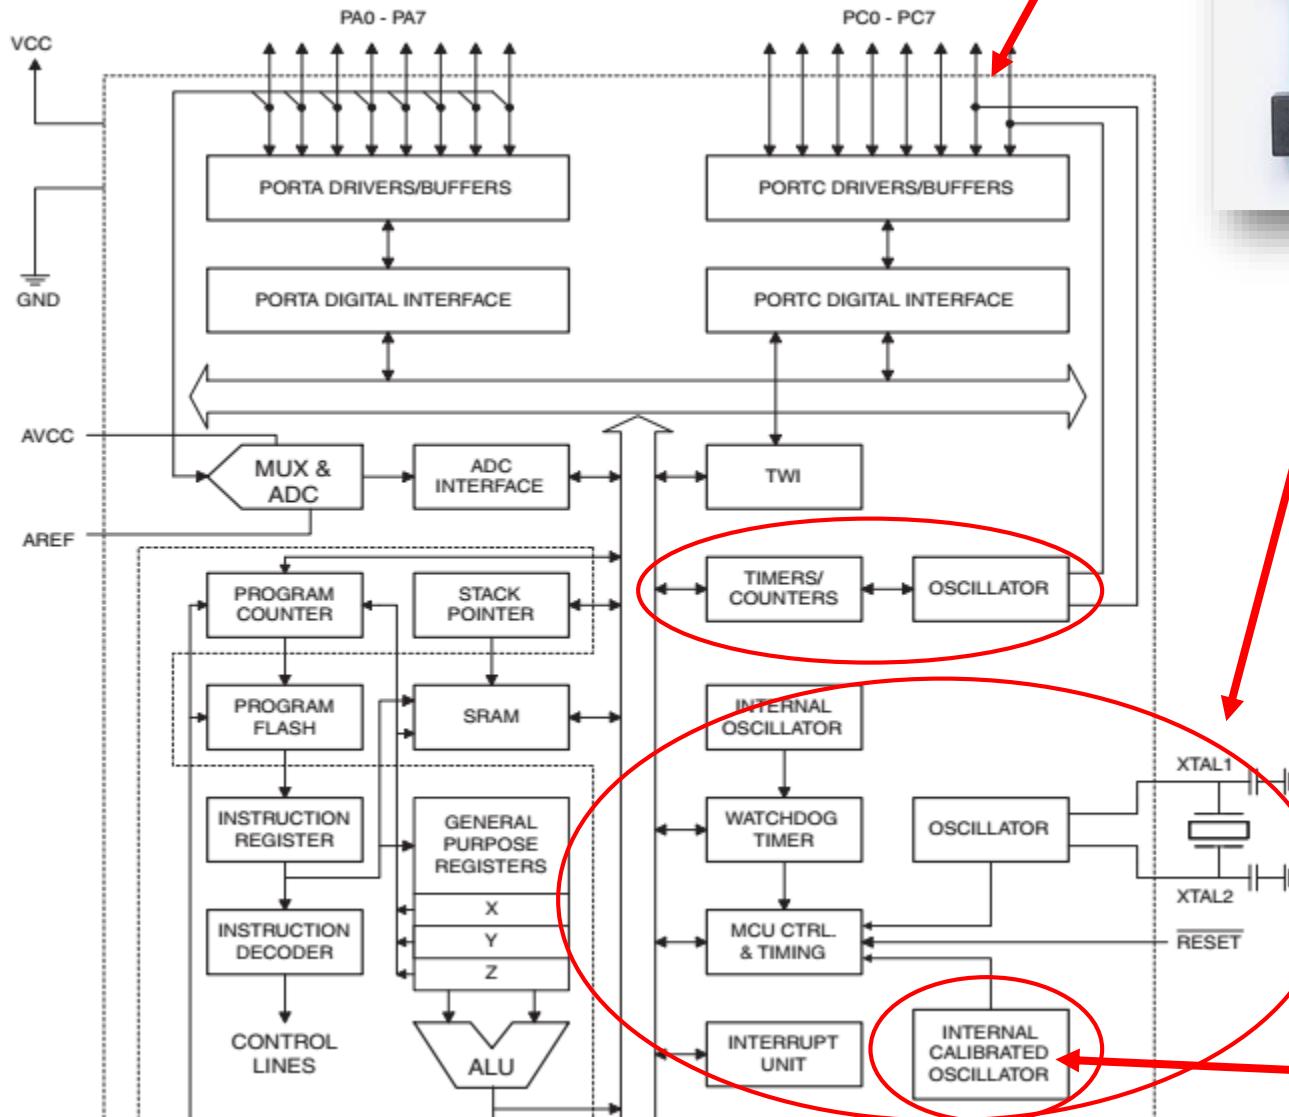 PA0 - PA7
PC0 - PC7
VCC
PORTA DRIVERS/BUFFERS
PORTC DRIVERS/BUFFERS
GND
PORTA DIGITAL INTERFACE
PORTC DIGITAL INTERFACE
AVCC
MUX &
ADC
ADC
INTERFACE
TWI
AREF
PROGRAM
COUNTER
STACK
POINTER
TIMERS/
COUNTERS
OSCILLATOR
PROGRAM
FLASH
SRAM
INTERNAL
OSCILLATOR
XTAL1
INSTRUCTION
REGISTER
GENERAL
PURPOSE
REGISTERS
WATCHDOG
TIMER
OSCILLATOR
XTAL2
X
Y
Z
INSTRUCTION
DECODER
MCU CTRL.
& TIMING
RESET
CONTROL
LINES
ALU
INTERRUPT
UNIT
INTERNAL
CALIBRATED
OSCILLATOR